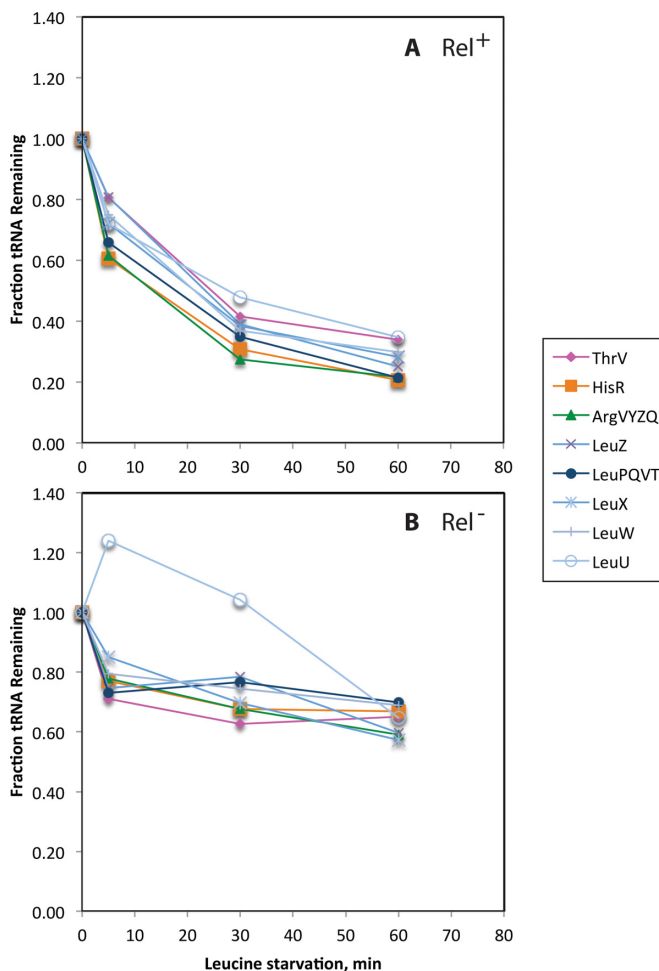 A Rel+
Fraction tRNA Remaining
1.40
1.20
1.00
0.80
0.60
0.40
0.20
0.00
0 10 20 30 40 50 60 70 80
B Rel-
Fraction tRNA Remaining
1.40
1.20
1.00
0.80
0.60
0.40
0.20
0.00
0 10 20 30 40 50 60 70 80
Leucine starvation, min
ThrV
HisR
ArgVYZQ
LeuZ
LeuPQVT
LeuX
LeuW
LeuU